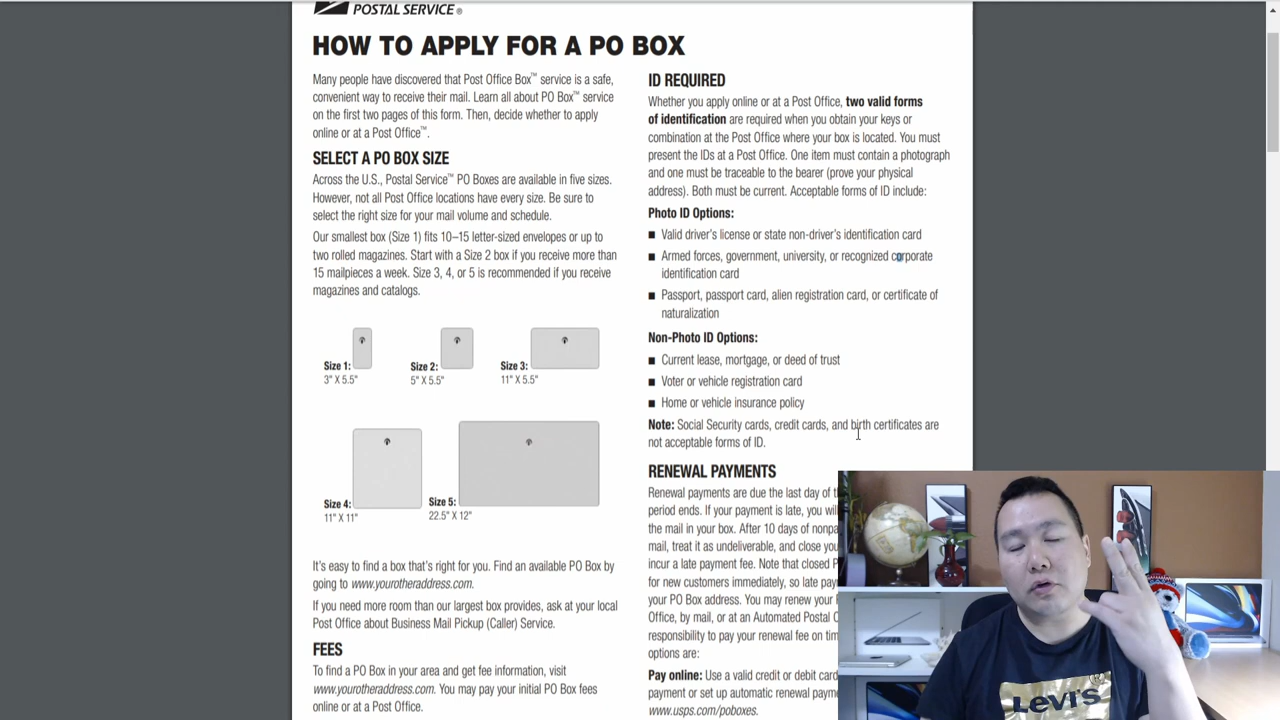 POSTAL SERVICE®
HOW TO APPLY FOR A PO BOX
Many people have discovered that Post Office Box™ service is a safe,
convenient way to receive their mail. Learn all about PO Box™ service
on the first two pages of this form. Then, decide whether to apply
online or at a Post Office™.
SELECT A PO BOX SIZE
Across the U.S., Postal Service™ PO Boxes are available in five sizes.
However, not all Post Office locations have every size. Be sure to
select the right size for your mail volume and schedule.
Our smallest box (Size 1) fits 10–15 letter-sized envelopes or up to
two rolled magazines. Start with a Size 2 box if you receive more than
15 mailpieces a week. Size 3, 4, or 5 is recommended if you receive
magazines and catalogs.
Size 1:
3" X 5.5"
Size 2:
5" X 5.5"
Size 3:
11" X 5.5"
Size 4:
11" X 11"
Size 5:
22.5" X 12"
It's easy to find a box that's right for you. Find an available PO Box by
going to www.yourotheraddress.com.
If you need more room than our largest box provides, ask at your local
Post Office about Business Mail Pickup (Caller) Service.
FEES
To find a PO Box in your area and get fee information, visit
www.yourotheraddress.com. You may pay your initial PO Box fees
online or at a Post Office.
ID REQUIRED
Whether you apply online or at a Post Office, two valid forms
of identification are required when you obtain your keys or
combination at the Post Office where your box is located. You must
present the IDs at a Post Office. One item must contain a photograph
and one must be traceable to the bearer (prove your physical
address). Both must be current. Acceptable forms of ID include:
Photo ID Options:
■ Valid driver's license or state non-driver's identification card
■ Armed forces, government, university, or recognized corporate
identification card
■ Passport, passport card, alien registration card, or certificate of
naturalization
Non-Photo ID Options:
■ Current lease, mortgage, or deed of trust
■ Voter or vehicle registration card
■ Home or vehicle insurance policy
Note: Social Security cards, credit cards, and birth certificates are
not acceptable forms of ID.
RENEWAL PAYMENTS
Renewal payments are due the last day of
period ends. If your payment is late, you will
the mail in your box. After 10 days of
mail, treat it as undeliverable, and close
incur a late payment fee. Note that closed
for new customers immediately, so late
your PO Box address. You may renew your
Office, by mail, or at an Automated Postal
responsibility to pay your renewal fee on
options are:
Pay online: Use a valid credit or debit card
payment or set up automatic renewal
www.usps.com/poboxes.
Levi's